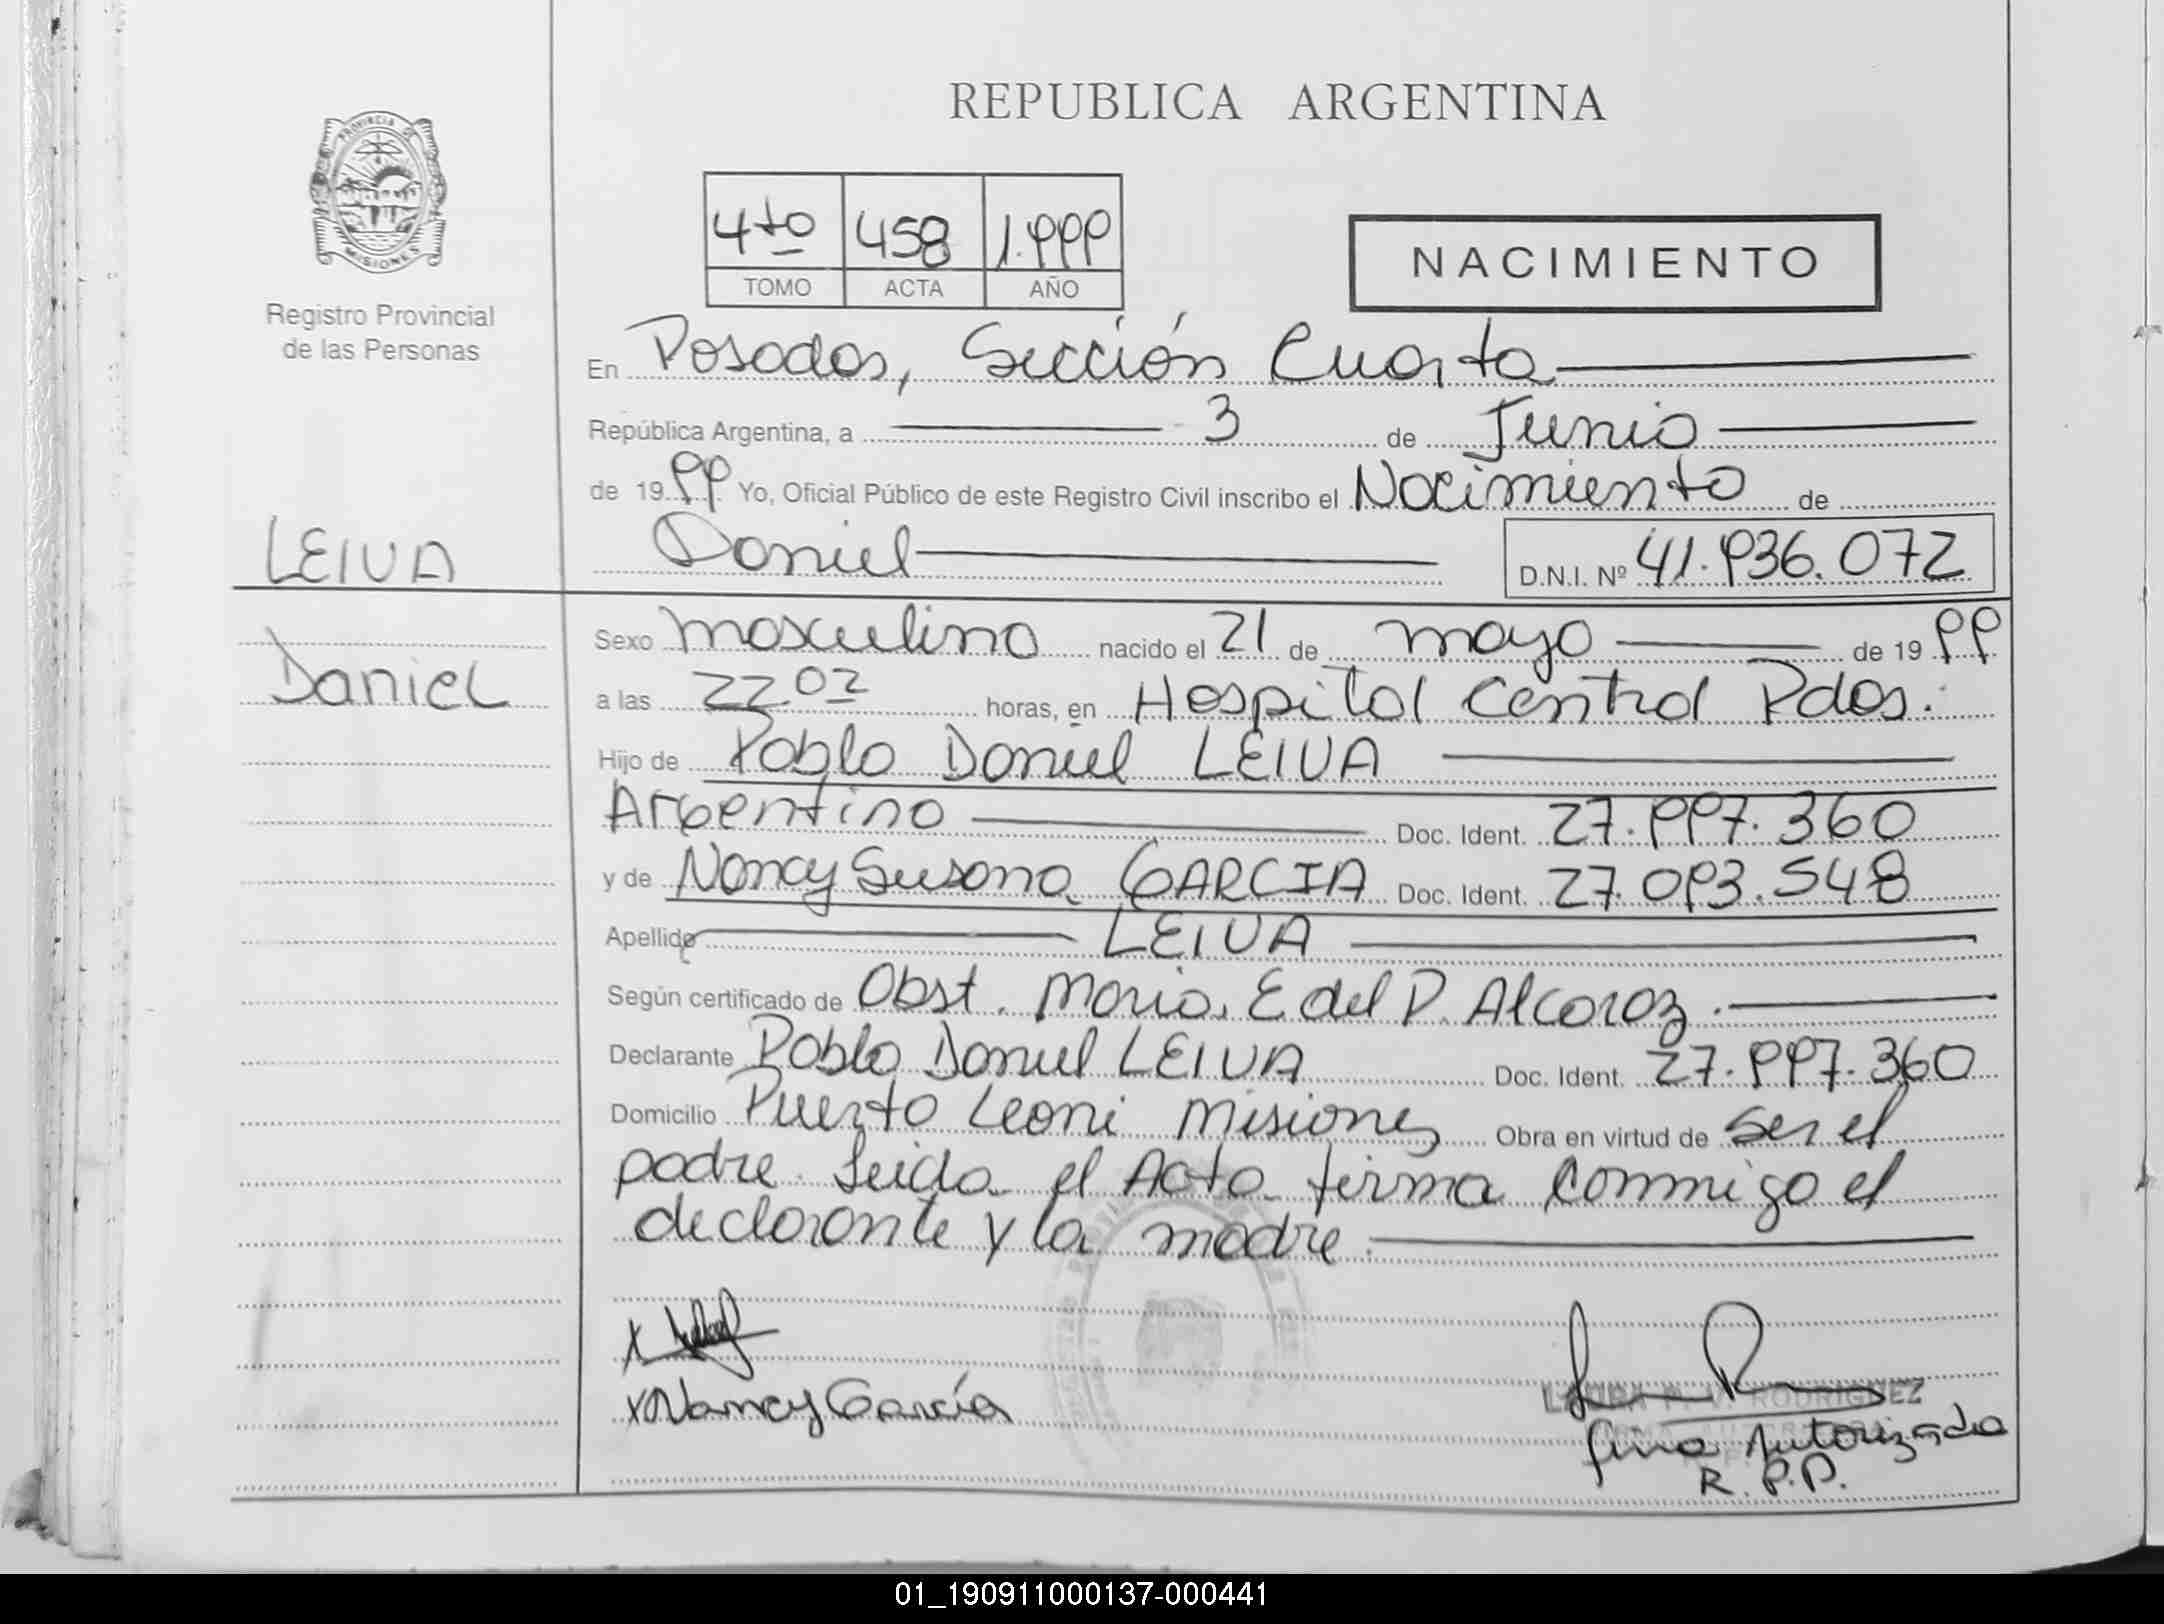 REPUBLICA ARGENTINA
PROVINCIA DE
MISIONES
Registro Provincial
de las Personas
4to 458 1.999
TOMO ACTA AÑO
NACIMIENTO
En Posadas, Sección Cuarta
República Argentina, a 3 de Junio
de 1999 Yo, Oficial Público de este Registro Civil inscribo el Nacimiento de
LEIVA
Daniel D.N.I. Nº 41.936.072
Daniel
Sexo masculino nacido el 21 de mayo de 1999
a las 22 02 horas, en Hospital Central Pdas.
Hijo de Pablo Daniel LEIVA
Argentino Doc. Ident. 27.997.360
y de Nancy Susana GARCIA Doc. Ident. 27.093.548
Apellido LEIVA
Según certificado de Obst. Maria E del P. Alcaraz.
Declarante Pablo Daniel LEIVA Doc. Ident. 27.997.360
Domicilio Puerto Leoni Misiones Obra en virtud de ser el
padre. Leida el Acta firma conmigo el
declarante y la madre.
X
X Nancy García
RODRIGUEZ
firma Autorizada
R.P.P.
01_190911000137-000441